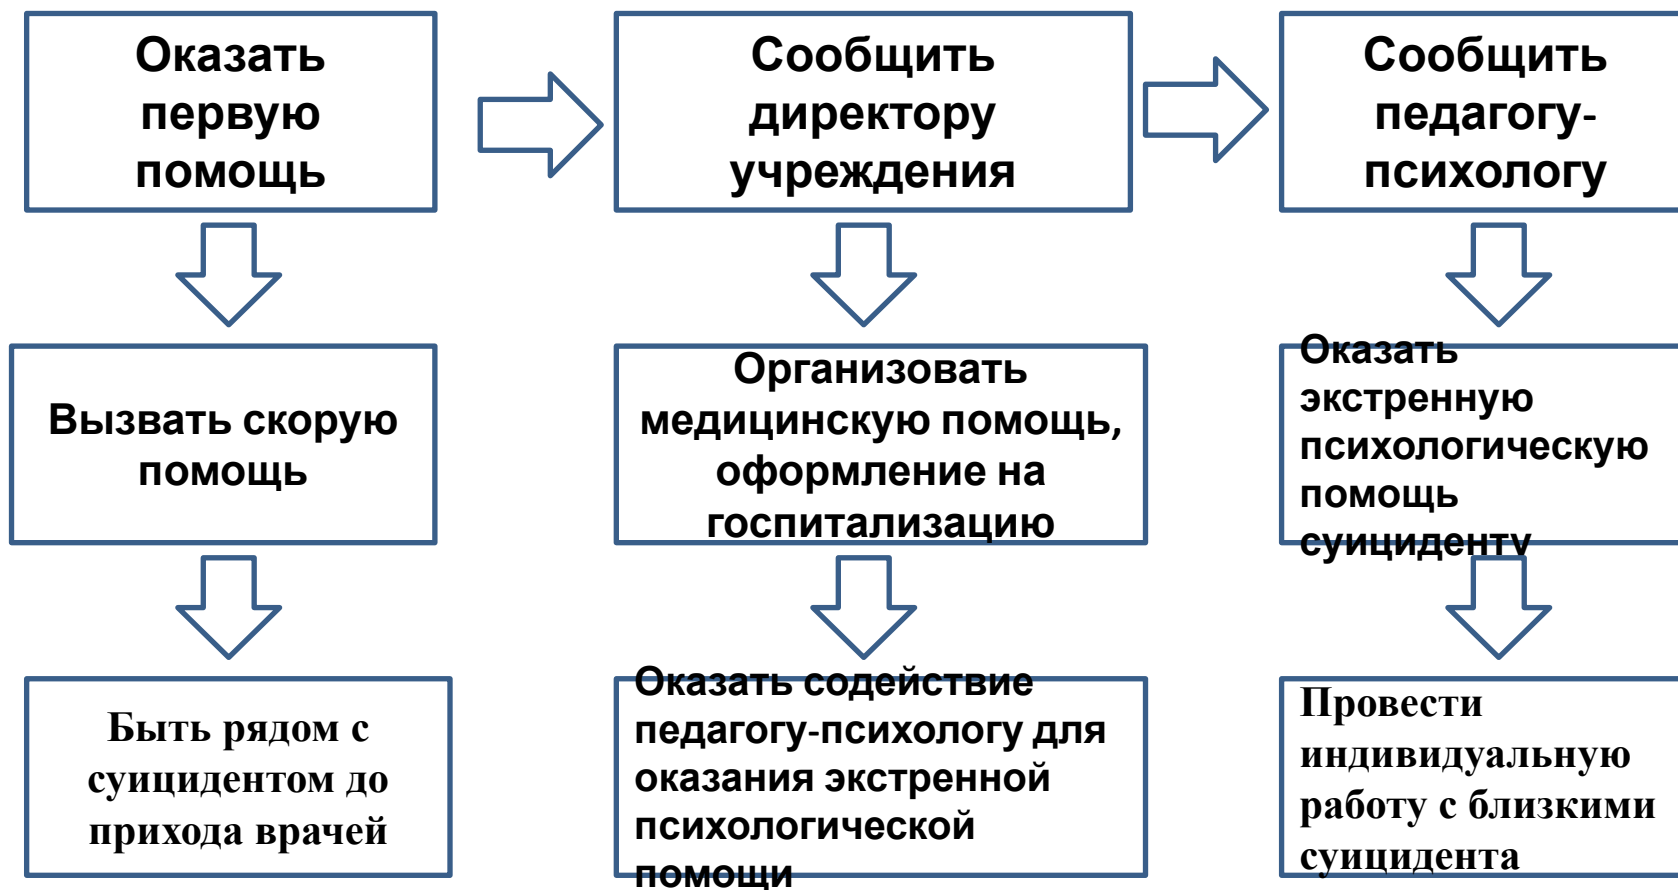 Оказать
первую
помощь
Сообщить
директору
учреждения
Сообщить
педагогу-
психологу
Вызвать скорую
помощь
Организовать
медицинскую помощь,
оформление на
госпитализацию
Оказать
экстренную
психологическую
помощь
суициденту
Быть рядом с
суицидентом до
прихода врачей
Оказать содействие
педагогу-психологу для
оказания экстренной
психологической
помощи
Провести
индивидуальную
работу с близкими
суицидента